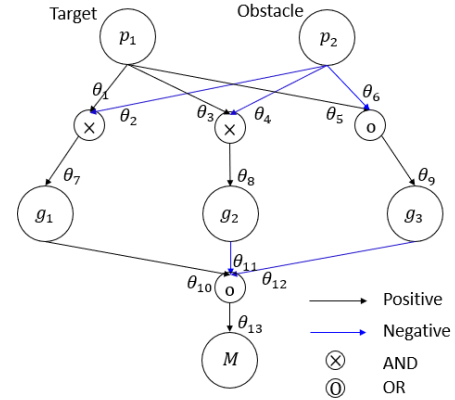 Target
Obstacle
p₁
p₂
θ₁
θ₂
θ₃
θ₄
θ₅
θ₆
×
×
o
θ₇
θ₈
θ₉
g₁
g₂
g₃
θ₁₀
θ₁₁
θ₁₂
o
θ₁₃
M
Positive
Negative
× AND
O OR